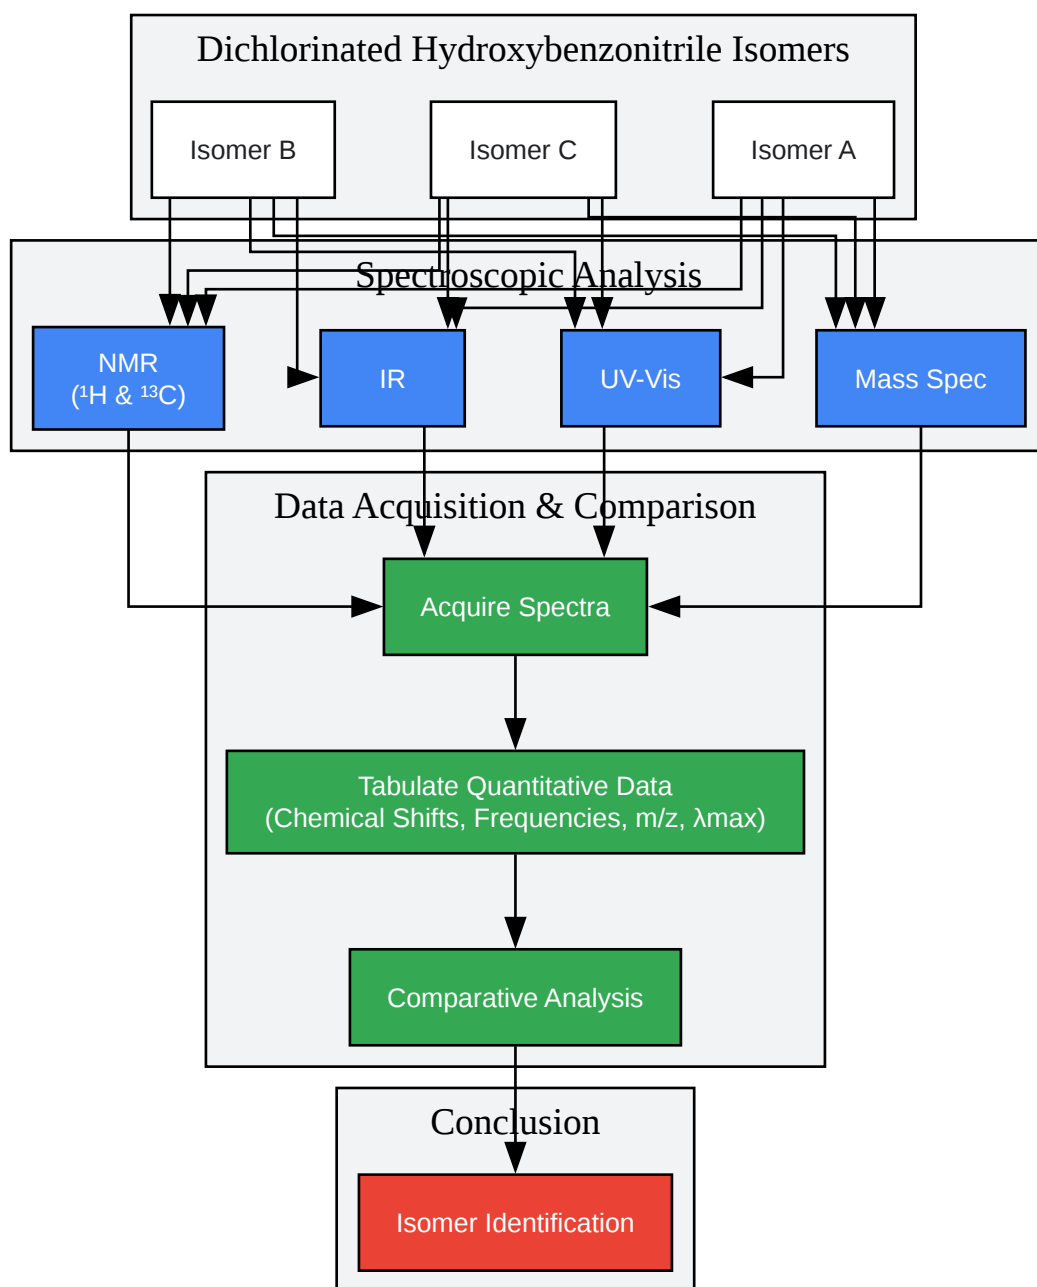 Dichlorinated Hydroxybenzonitrile Isomers
Isomer B
Isomer C
Isomer A
Spectroscopic Analysis
NMR
(¹H & ¹³C)
IR
UV-Vis
Mass Spec
Data Acquisition & Comparison
Acquire Spectra
Tabulate Quantitative Data
(Chemical Shifts, Frequencies, m/z, λmax)
Comparative Analysis
Conclusion
Isomer Identification